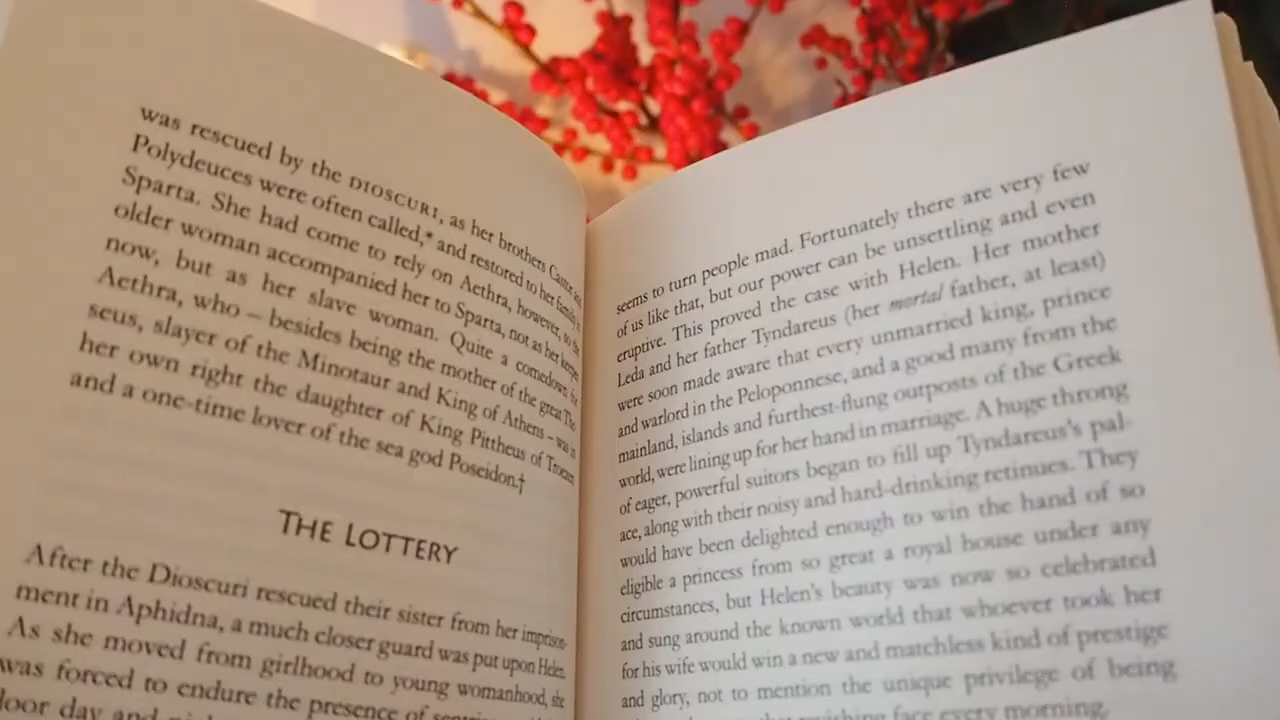 was rescued by the DIOSCURI, as her brothers Castor and
Polydeuces were often called,* and restored to her family in
Sparta. She had come to rely on Aethra, however, so the
older woman accompanied her to Sparta, not as her keeper
now, but as her slave woman. Quite a comedown for
Aethra, who – besides being the mother of the great The-
seus, slayer of the Minotaur and King of Athens – was in
her own right the daughter of King Pittheus of Troezen
and a one-time lover of the sea god Poseidon.†
THE LOTTERY
After the Dioscuri rescued their sister from her imprison-
ment in Aphidna, a much closer guard was put upon Helen.
As she moved from girlhood to young womanhood, she
was forced to endure the presence of
door day and
seems to turn people mad. Fortunately there are very few
of us like that, but our power can be unsettling and even
eruptive. This proved the case with Helen. Her mother
Leda and her father Tyndareus (her mortal father, at least)
were soon made aware that every unmarried king, prince
and warlord in the Peloponnese, and a good many from the
mainland, islands and furthest-flung outposts of the Greek
world, were lining up for her hand in marriage. A huge throng
of eager, powerful suitors began to fill up Tyndareus's pal-
ace, along with their noisy and hard-drinking retinues. They
would have been delighted enough to win the hand of so
eligible a princess from so great a royal house under any
circumstances, but Helen's beauty was now so celebrated
and sung around the known world that whoever took her
for his wife would win a new and matchless kind of prestige
and glory, not to mention the unique privilege of being
face every morning.